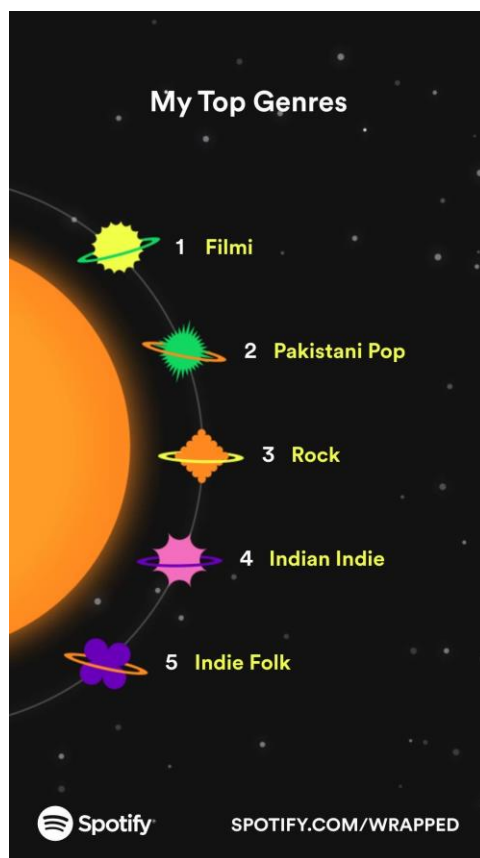 My Top Genres
1 Filmi
2 Pakistani Pop
3 Rock
4 Indian Indie
5 Indie Folk
Spotify
SPOTIFY.COM/WRAPPED